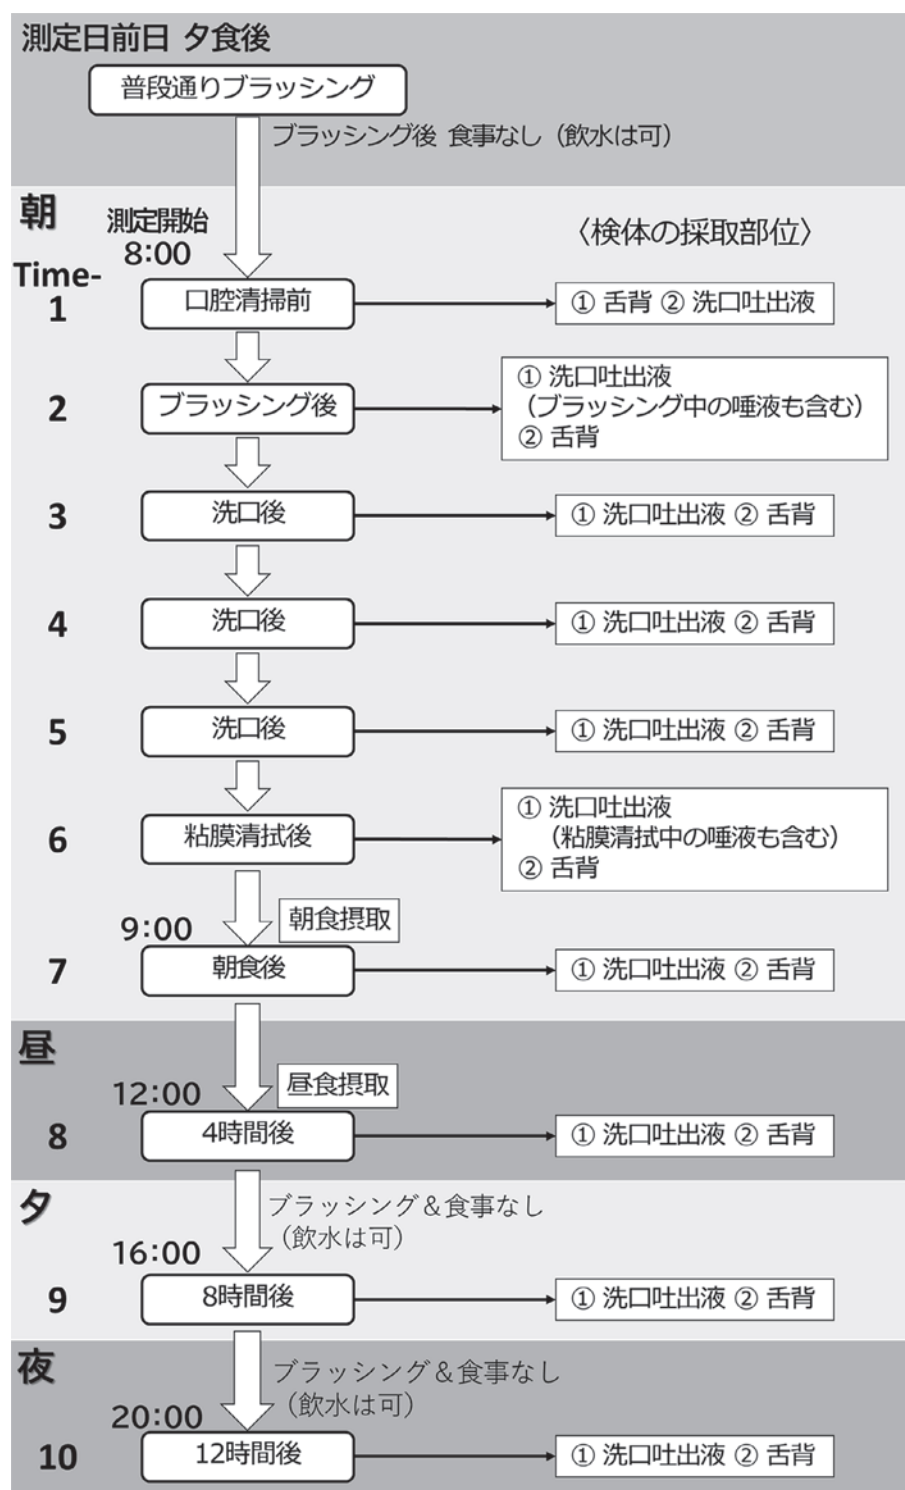 測定日前日 夕食後
普段通りブラッシング
ブラッシング後 食事なし（飲水は可）
朝
測定開始
8:00
〈検体の採取部位〉
Time-
1
口腔清掃前
① 舌背 ② 洗口吐出液
2
ブラッシング後
① 洗口吐出液
（ブラッシング中の唾液も含む）
② 舌背
3
洗口後
① 洗口吐出液 ② 舌背
4
洗口後
① 洗口吐出液 ② 舌背
5
洗口後
① 洗口吐出液 ② 舌背
6
粘膜清拭後
① 洗口吐出液
（粘膜清拭中の唾液も含む）
② 舌背
9:00
朝食摂取
7
朝食後
① 洗口吐出液 ② 舌背
昼
12:00
昼食摂取
8
4時間後
① 洗口吐出液 ② 舌背
夕
ブラッシング＆食事なし
（飲水は可）
16:00
9
8時間後
① 洗口吐出液 ② 舌背
夜
ブラッシング＆食事なし
（飲水は可）
20:00
10
12時間後
① 洗口吐出液 ② 舌背